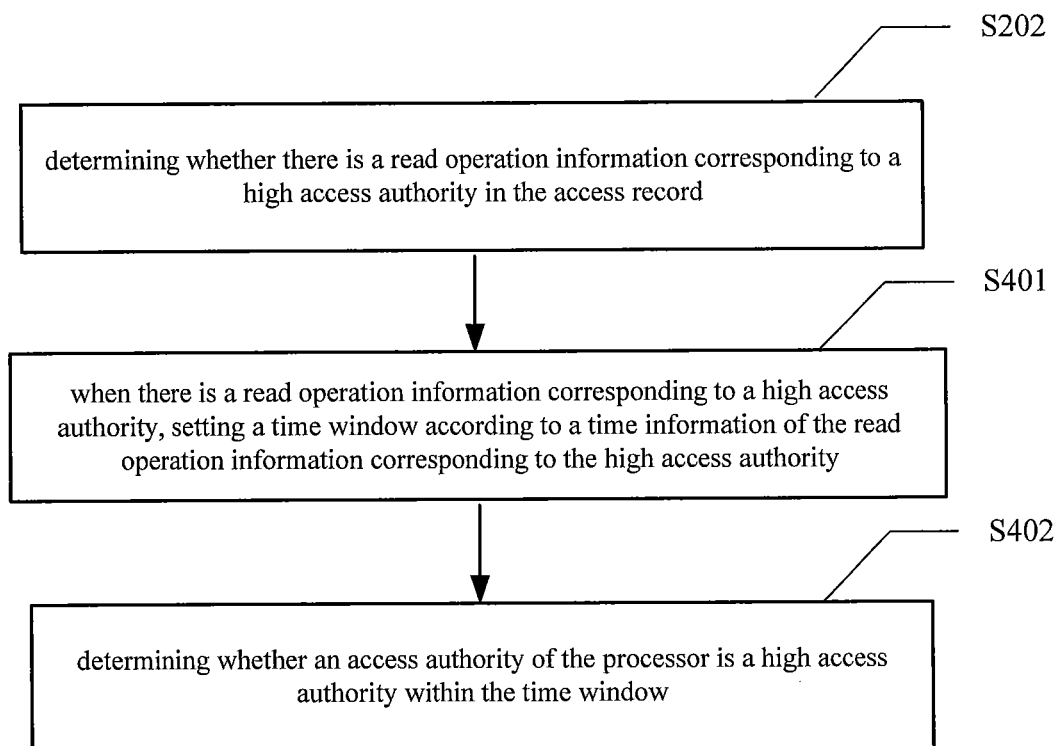 S202
determining whether there is a read operation information corresponding to a
high access authority in the access record
S401
when there is a read operation information corresponding to a high access
authority, setting a time window according to a time information of the read
operation information corresponding to the high access authority
S402
determining whether an access authority of the processor is a high access
authority within the time window